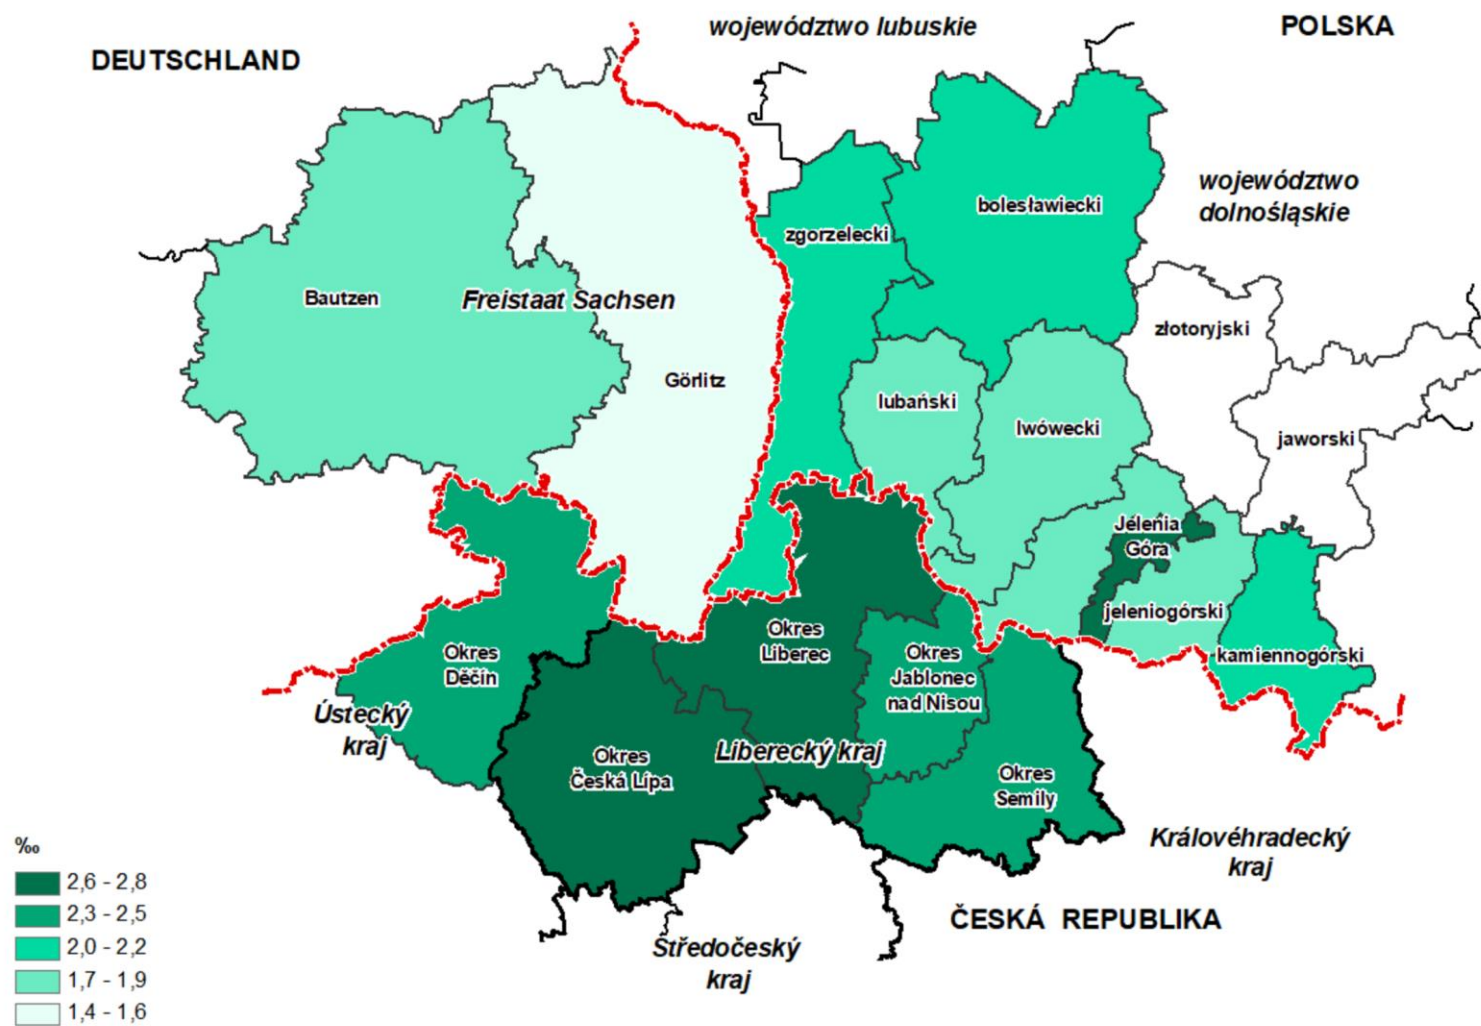 województwo lubuskie
POLSKA
DEUTSCHLAND
województwo
dolnośląskie
bolesławiecki
zgorzelecki
Bautzen
Freistaat Sachsen
złotoryjski
Görlitz
lubański
lwówecki
jaworski
Jelenia
Góra
jeleniogórski
kamiennogórski
Okres
Liberec
Okres
Děčín
Okres
Jablonec
nad Nisou
Ústecký
kraj
Okres
Česká Lípa
Liberecký kraj
Okres
Semily
Královéhradecký
kraj
ČESKÁ REPUBLIKA
Středočeský
kraj
‰
2,6 - 2,8
2,3 - 2,5
2,0 - 2,2
1,7 - 1,9
1,4 - 1,6